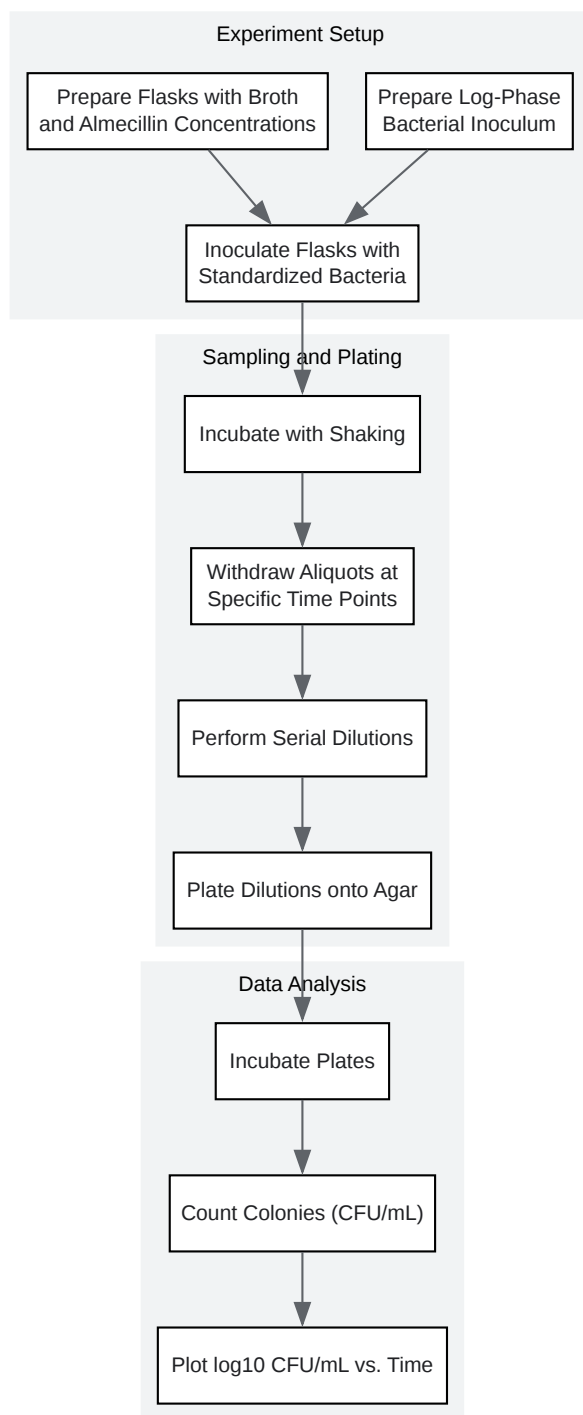 Experiment Setup
Prepare Flasks with Broth
and Almecillin Concentrations
Prepare Log-Phase
Bacterial Inoculum
Inoculate Flasks with
Standardized Bacteria
Sampling and Plating
Incubate with Shaking
Withdraw Aliquots at
Specific Time Points
Perform Serial Dilutions
Plate Dilutions onto Agar
Data Analysis
Incubate Plates
Count Colonies (CFU/mL)
Plot log10 CFU/mL vs. Time